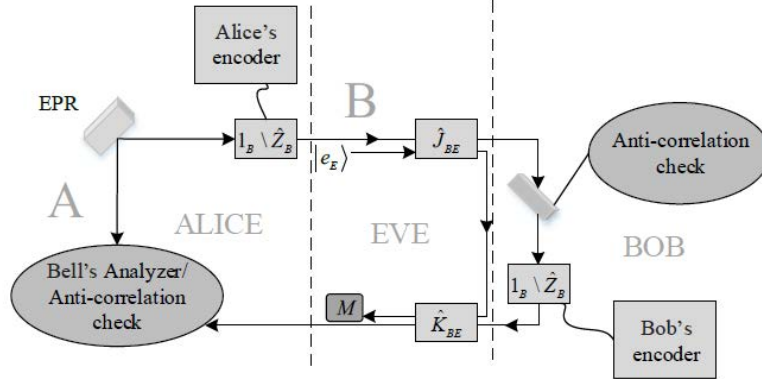 Alice's
encoder
EPR
B
1_B \ Ẑ_B
|e_E⟩
Ĵ_BE
Anti-correlation
check
A
ALICE
EVE
BOB
Bell's Analyzer/
Anti-correlation
check
M
K̂_BE
1_B \ Ẑ_B
Bob's
encoder